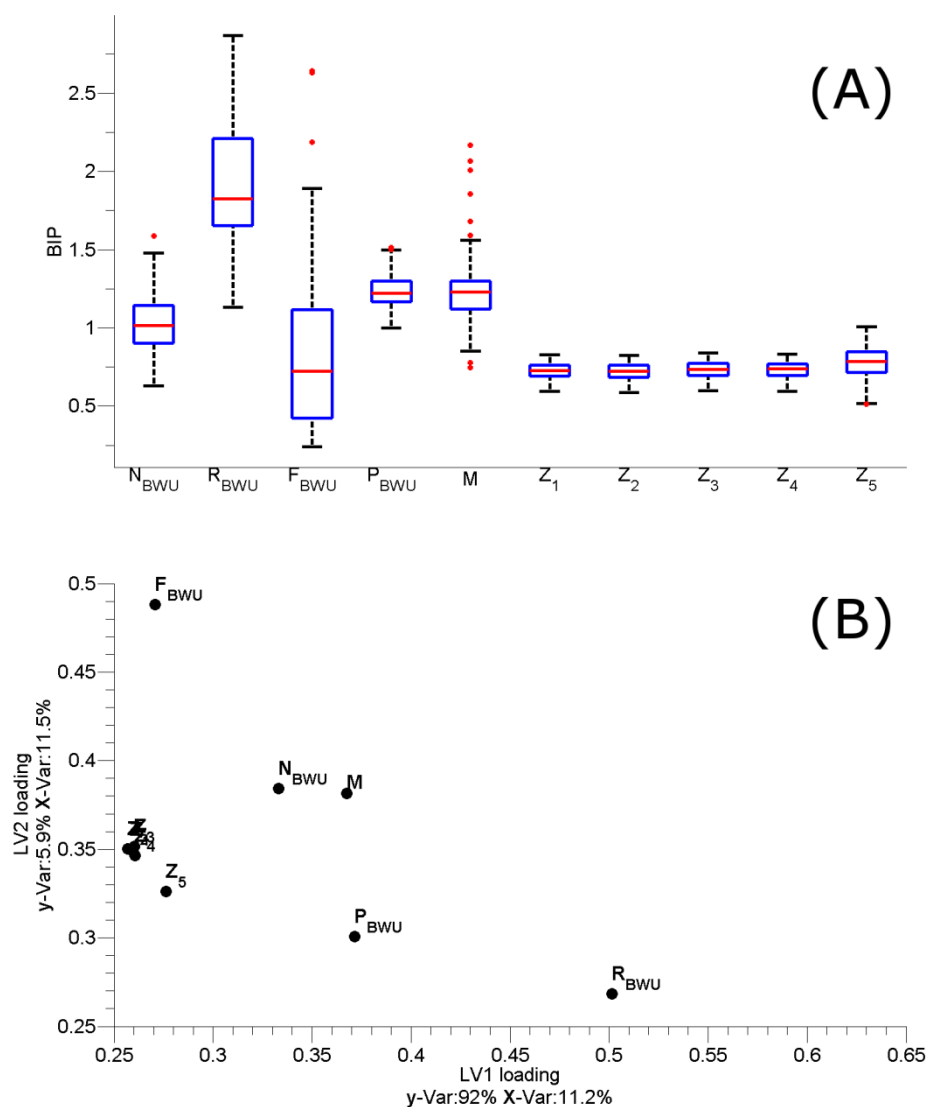 (A)
2.5
2
1.5
1
0.5
BIP
N_BWU R_BWU F_BWU P_BWU M Z_1 Z_2 Z_3 Z_4 Z_5
(B)
0.5
0.45
0.4
0.35
0.3
0.25
LV2 loading
y-Var:5.9% X-Var:11.5%
F_BWU
N_BWU
M
Z_5
P_BWU
R_BWU
0.25 0.3 0.35 0.4 0.45 0.5 0.55 0.6 0.65
LV1 loading
y-Var:92% X-Var:11.2%